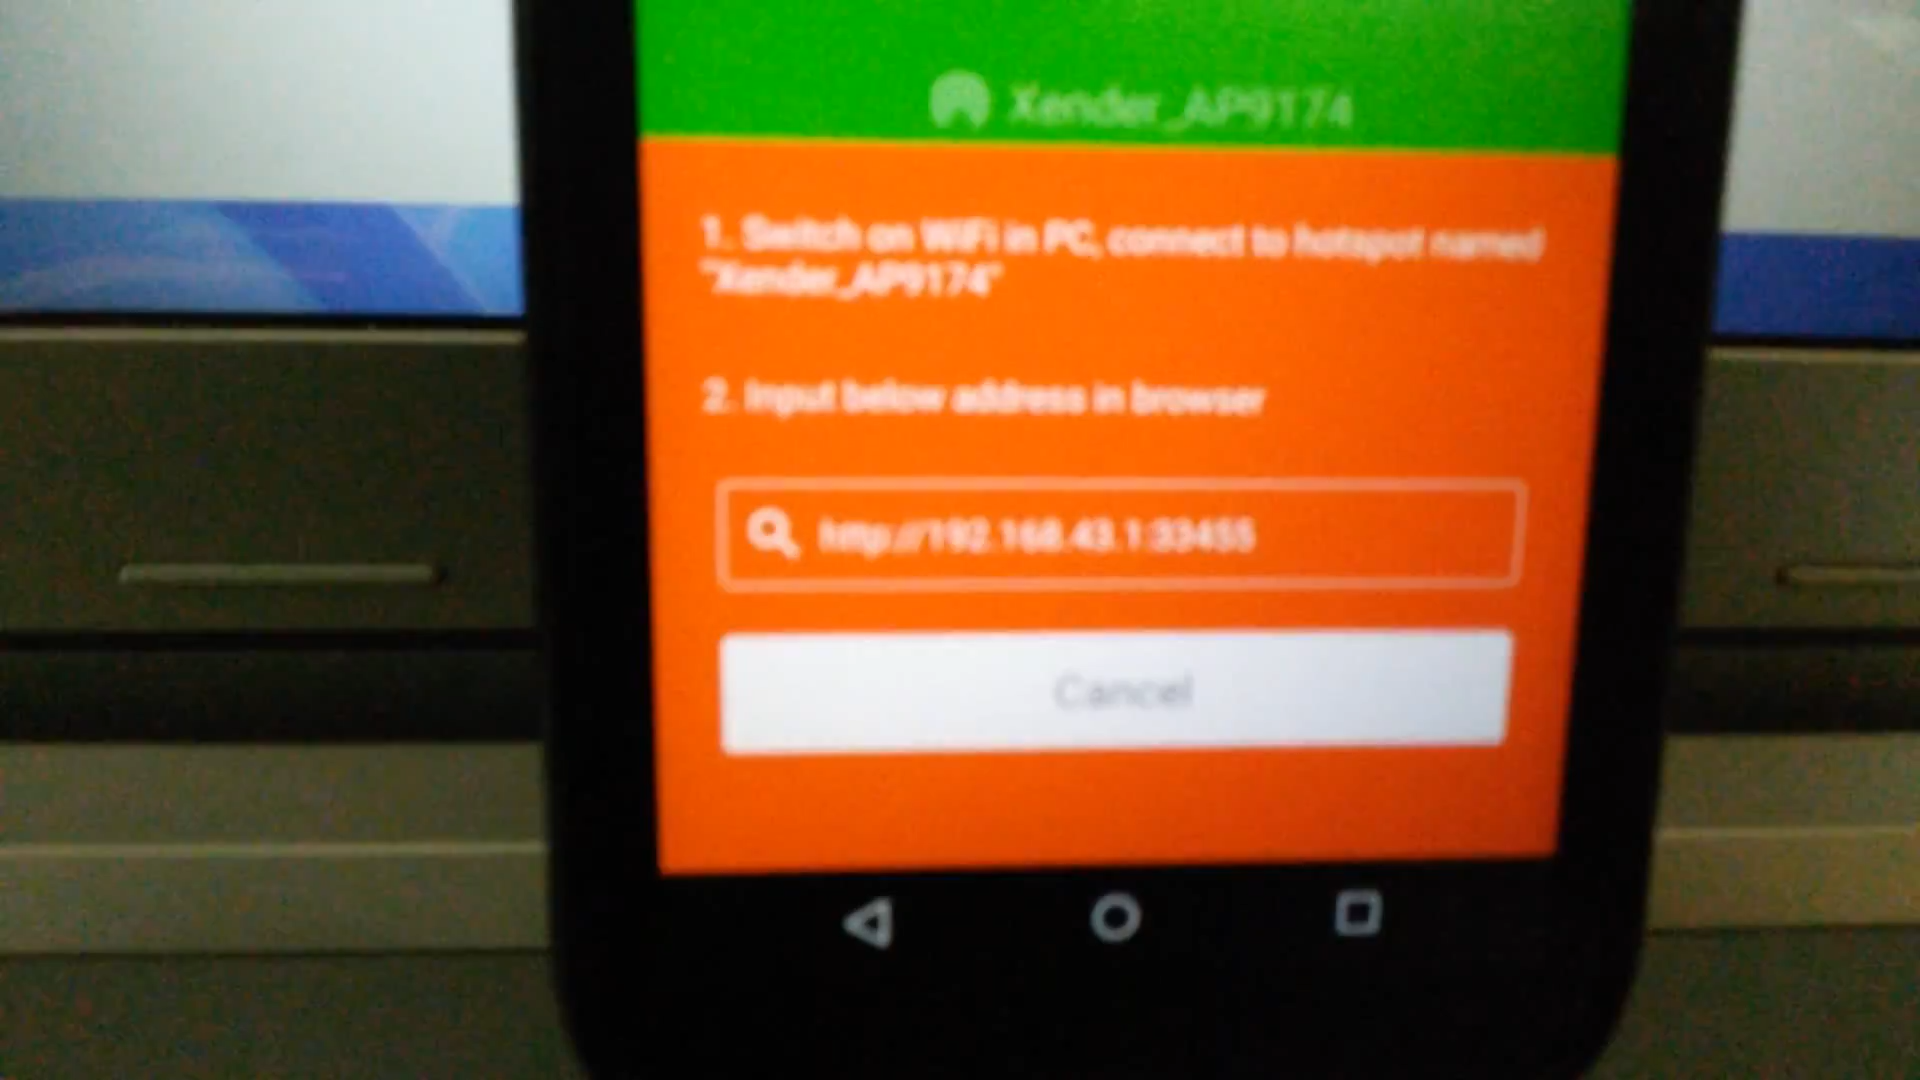 Xender_AP9174
1. Switch on WiFi in PC, connect to hotspot named
"Xender_AP9174"
2. Input below address in browser
http://192.168.43.1:33455
Cancel